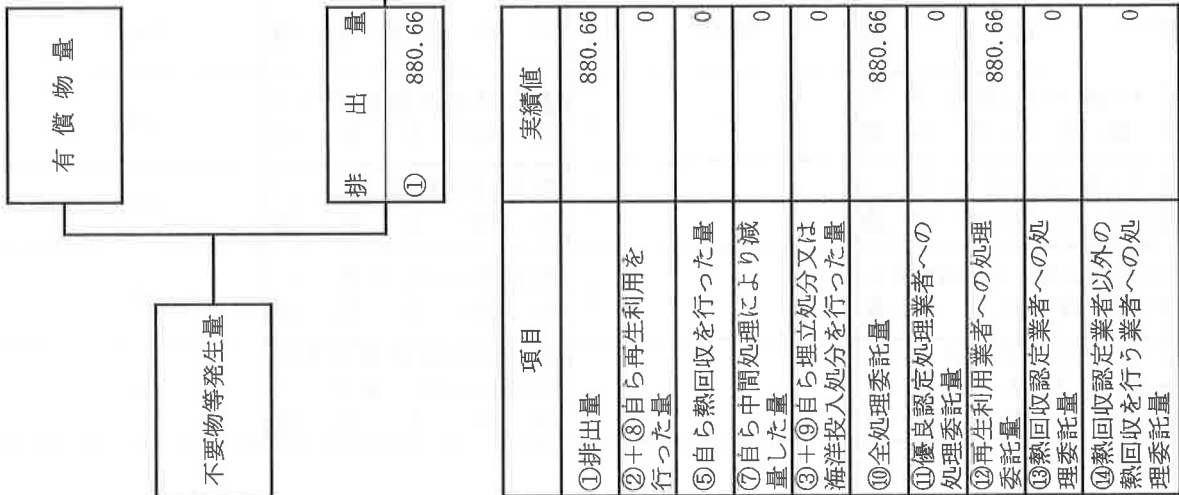 有償物量
不要物等発生量
排出量
① 880.66
項目 実績値
①排出量 880.66
②+⑧自ら再生利用を
行った量 0
⑤自ら熱回収を行った量 0
⑦自ら中間処理により減
量した量 0
③+⑨自ら埋立処分又は
海洋投入処分を行った量 0
⑩全処理委託量 880.66
⑪優良認定処理業者への
処理委託量 0
⑫再生利用業者への処理
委託量 880.66
⑬熱回収認定業者への処
理委託量 0
⑭熱回収認定業者以外の
熱回収を行う業者への処
理委託量 0